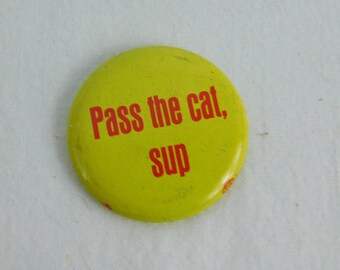 Pass the cat,
sup